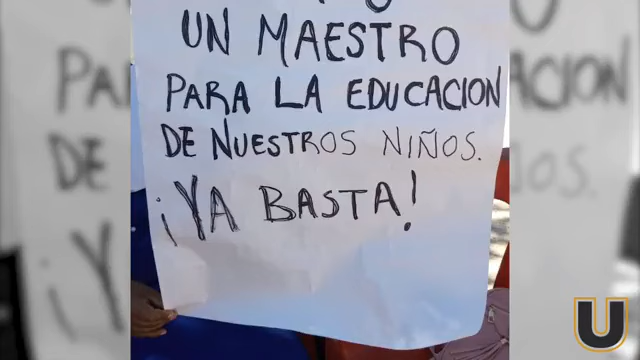 UN MAESTRO
PARA LA EDUCACION
DE NUESTROS NIÑOS.
¡YA BASTA!
U